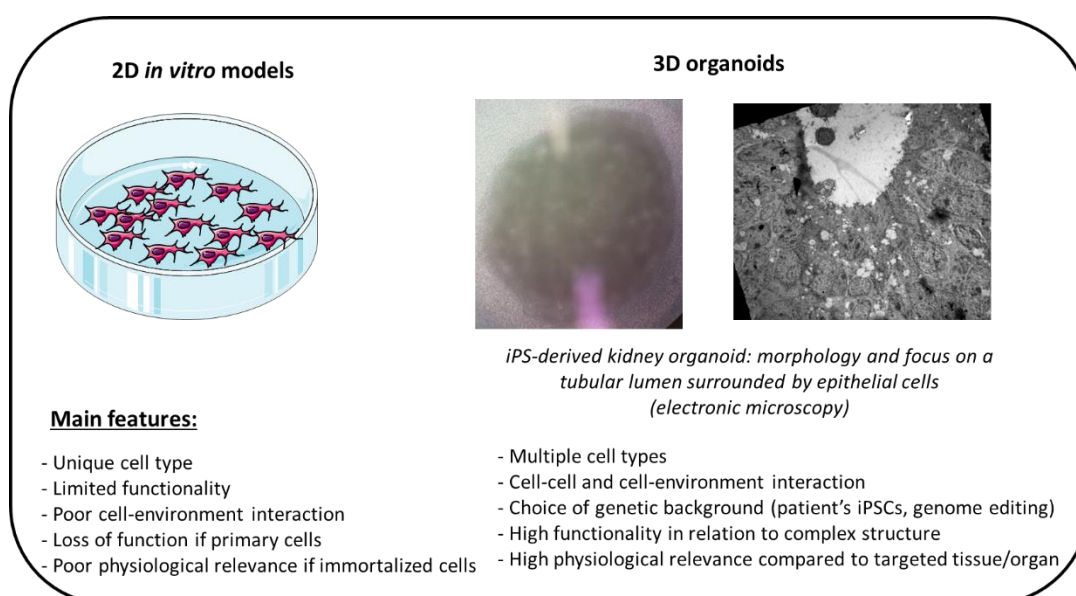 2D in vitro models
3D organoids
iPS-derived kidney organoid: morphology and focus on a
tubular lumen surrounded by epithelial cells
(electronic microscopy)
Main features:
- Unique cell type
- Limited functionality
- Poor cell-environment interaction
- Loss of function if primary cells
- Poor physiological relevance if immortalized cells
- Multiple cell types
- Cell-cell and cell-environment interaction
- Choice of genetic background (patient's iPSCs, genome editing)
- High functionality in relation to complex structure
- High physiological relevance compared to targeted tissue/organ